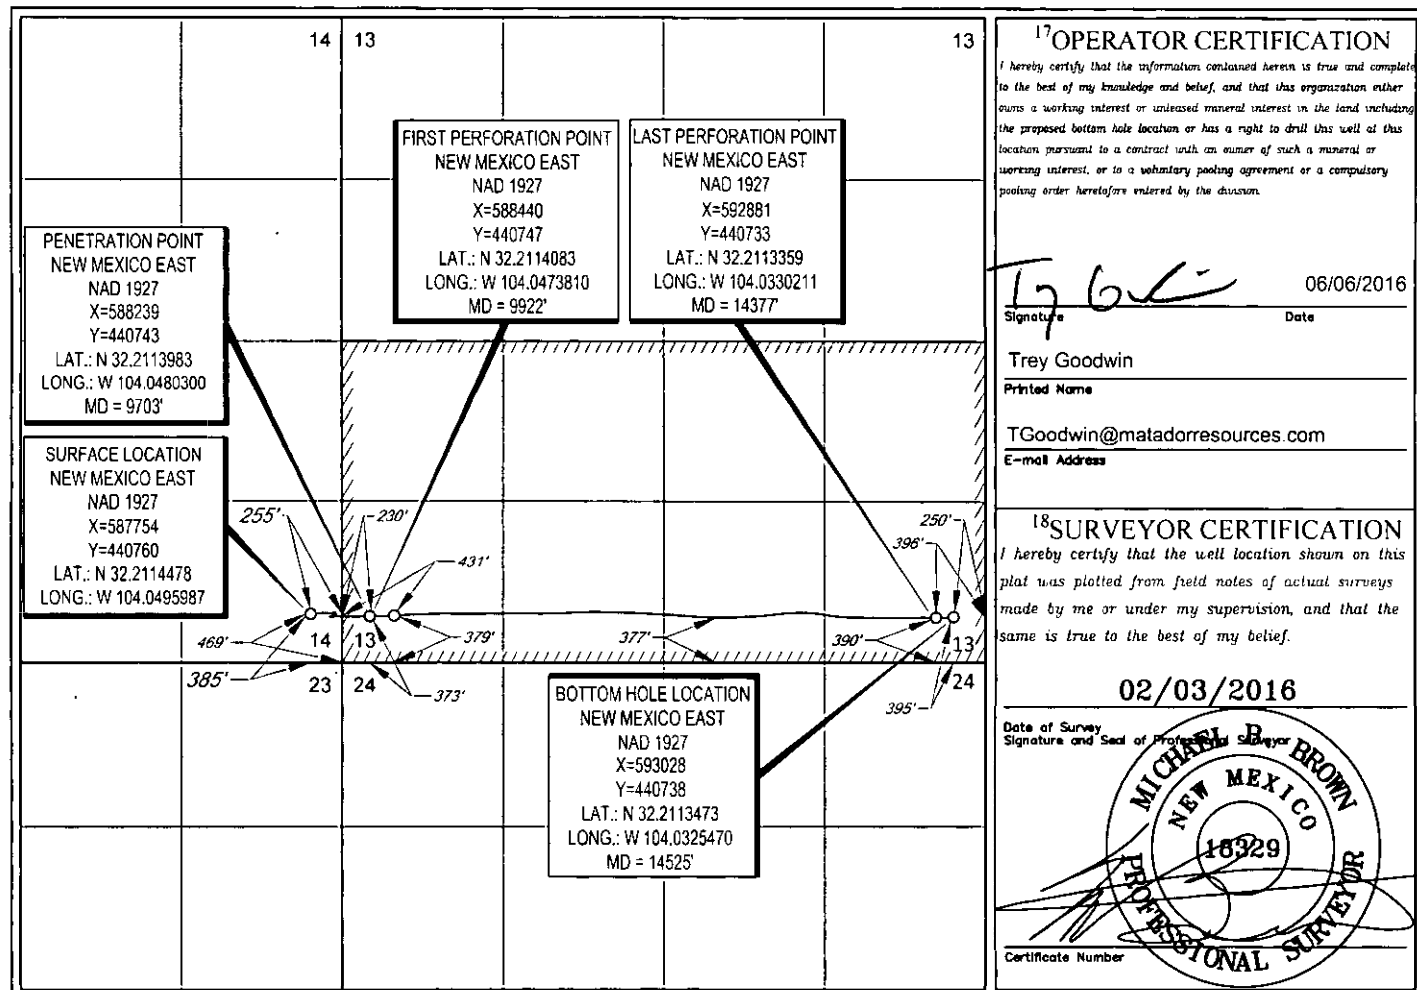 14 13
13
FIRST PERFORATION POINT
NEW MEXICO EAST
NAD 1927
X=588440
Y=440747
LAT.: N 32.2114083
LONG.: W 104.0473810
MD = 9922'
LAST PERFORATION POINT
NEW MEXICO EAST
NAD 1927
X=592881
Y=440733
LAT.: N 32.2113359
LONG.: W 104.0330211
MD = 14377'
PENETRATION POINT
NEW MEXICO EAST
NAD 1927
X=588239
Y=440743
LAT.: N 32.2113983
LONG.: W 104.0480300
MD = 9703'
SURFACE LOCATION
NEW MEXICO EAST
NAD 1927
X=587754
Y=440760
LAT.: N 32.2114478
LONG.: W 104.0495987
255'
230'
431'
250'
396'
469'
14 13
379'
377'
390'
13
385'
23 24
373'
395'
24
BOTTOM HOLE LOCATION
NEW MEXICO EAST
NAD 1927
X=593028
Y=440738
LAT.: N 32.2113473
LONG.: W 104.0325470
MD = 14525'
17OPERATOR CERTIFICATION
I hereby certify that the information contained herein is true and complete
to the best of my knowledge and belief, and that this organization either
owns a working interest or unleased mineral interest in the land including
the proposed bottom hole location or has a right to drill this well at this
location pursuant to a contract with an owner of such a mineral or
working interest, or to a voluntary pooling agreement or a compulsory
pooling order heretofore entered by the division.
06/06/2016
Signature Date
Trey Goodwin
Printed Name
TGoodwin@matadorresources.com
E-mail Address
18SURVEYOR CERTIFICATION
I hereby certify that the well location shown on this
plat was plotted from field notes of actual surveys
made by me or under my supervision, and that the
same is true to the best of my belief.
02/03/2016
Date of Survey
Signature and Seal of Professional Surveyor
MICHAEL B. BROWN
NEW MEXICO
18329
PROFESSIONAL SURVEYOR
Certificate Number